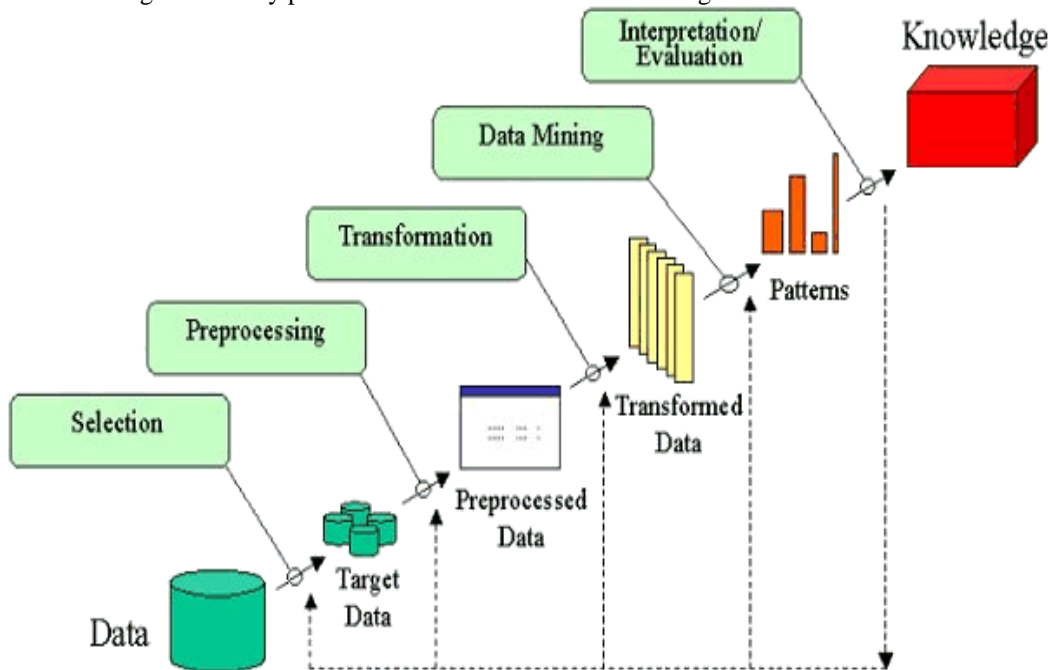 Interpretation/
Evaluation
Knowledge
Data Mining
Transformation
Patterns
Preprocessing
Transformed
Data
Selection
Preprocessed
Data
Target
Data
Data